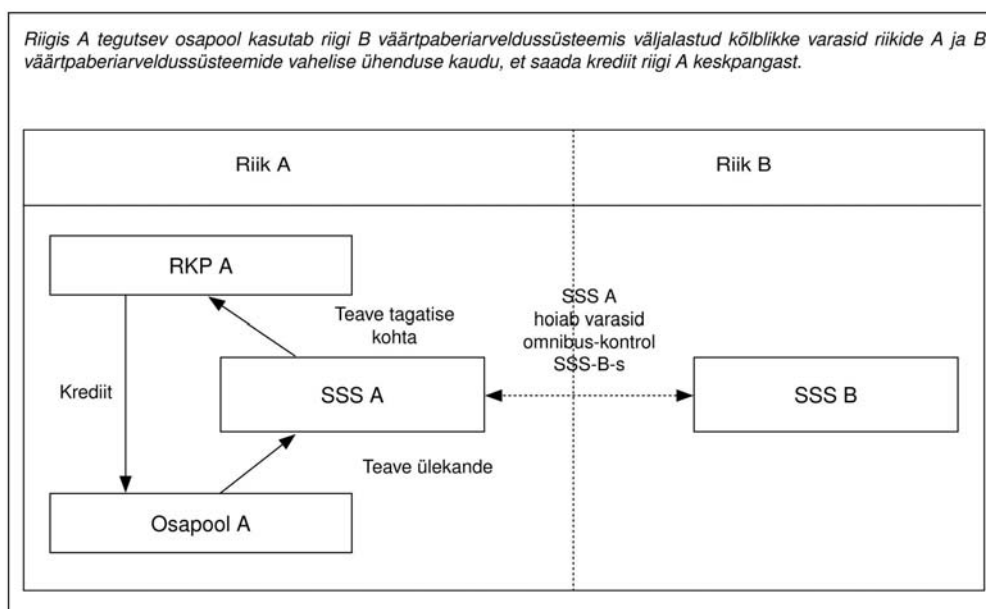 Riigis A tegutsev osapool kasutab riigi B väärtpaberiarveldussüsteemis väljalastud kõlblikke varasid riikide A ja B
väärtpaberiarveldussüsteemide vahelise ühenduse kaudu, et saada krediit riigi A keskpangast.
Riik A
Riik B
RKP A
Teave tagatise
kohta
SSS A
hoiab varasid
omnibus-kontrol
SSS-B-s
Krediit
SSS A
SSS B
Teave ülekande
Osapool A